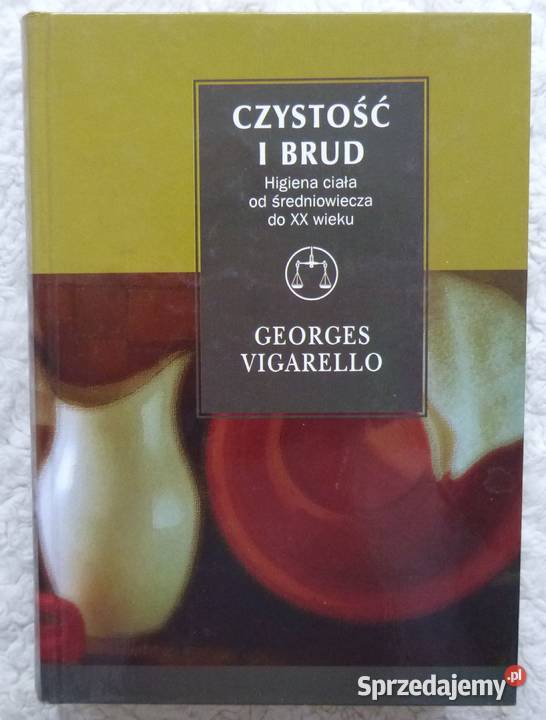 CZYSTOŚĆ
I BRUD
Higiena ciała
od średniowiecza
do XX wieku
GEORGES
VIGARELLO
Sprzedajemy.pl